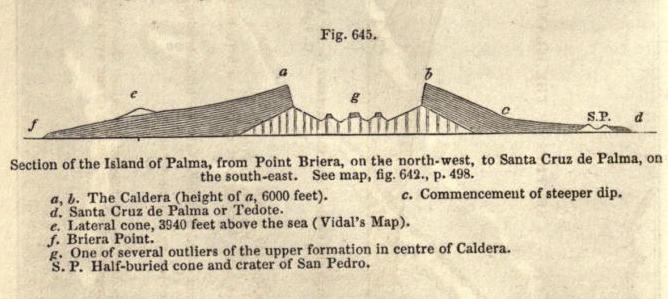 Fig. 645.
a b
e g c S.P. d
f
Section of the Island of Palma, from Point Briera, on the north-west, to Santa Cruz de Palma, on
the south-east. See map, fig. 642., p. 498.
a, b. The Caldera (height of a, 6000 feet). c. Commencement of steeper dip.
d. Santa Cruz de Palma or Tedote.
e. Lateral cone, 3940 feet above the sea (Vidal's Map).
f. Briera Point.
g. One of several outliers of the upper formation in centre of Caldera.
S. P. Half-buried cone and crater of San Pedro.